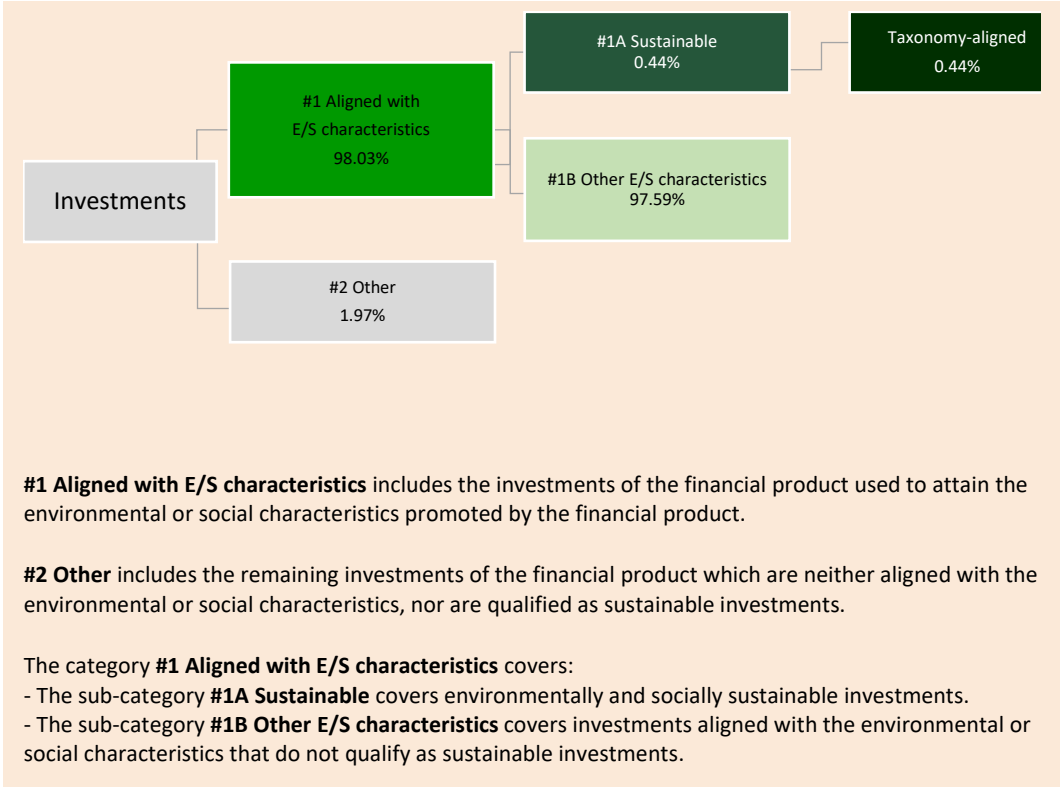 #1A Sustainable
0.44%
Taxonomy-aligned
0.44%
#1 Aligned with
E/S characteristics
98.03%
#1B Other E/S characteristics
97.59%
Investments
#2 Other
1.97%
#1 Aligned with E/S characteristics includes the investments of the financial product used to attain the
environmental or social characteristics promoted by the financial product.
#2 Other includes the remaining investments of the financial product which are neither aligned with the
environmental or social characteristics, nor are qualified as sustainable investments.
The category #1 Aligned with E/S characteristics covers:
- The sub-category #1A Sustainable covers environmentally and socially sustainable investments.
- The sub-category #1B Other E/S characteristics covers investments aligned with the environmental or
social characteristics that do not qualify as sustainable investments.